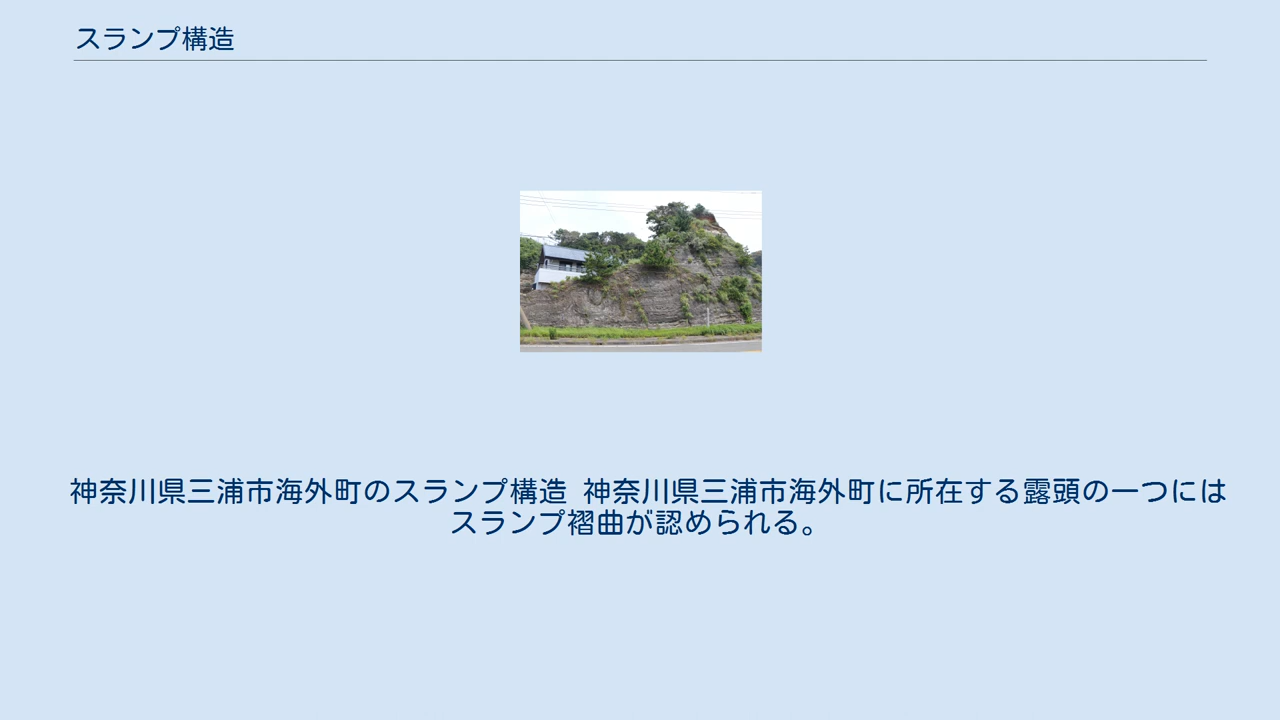 スランプ構造
神奈川県三浦市海外町のスランプ構造 神奈川県三浦市海外町に所在する露頭の一つには
スランプ褶曲が認められる。